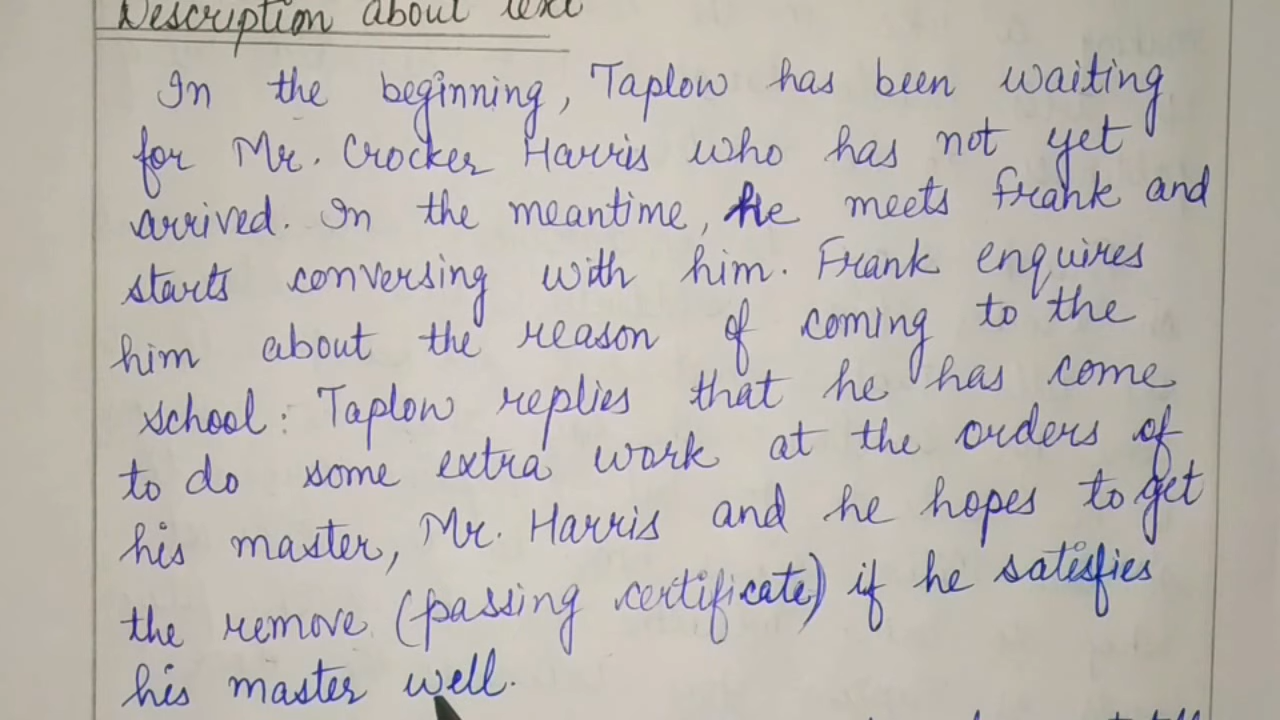 Description about text
In the beginning, Taplow has been waiting
for Mr. Crocker Harris who has not yet
arrived. In the meantime, he meets Frank and
starts conversing with him. Frank enquires
him about the reason of coming to the
school: Taplow replies that he has come
to do some extra work at the orders of
his master, Mr. Harris and he hopes to get
the remove (passing certificate) if he satisfies
his master well.